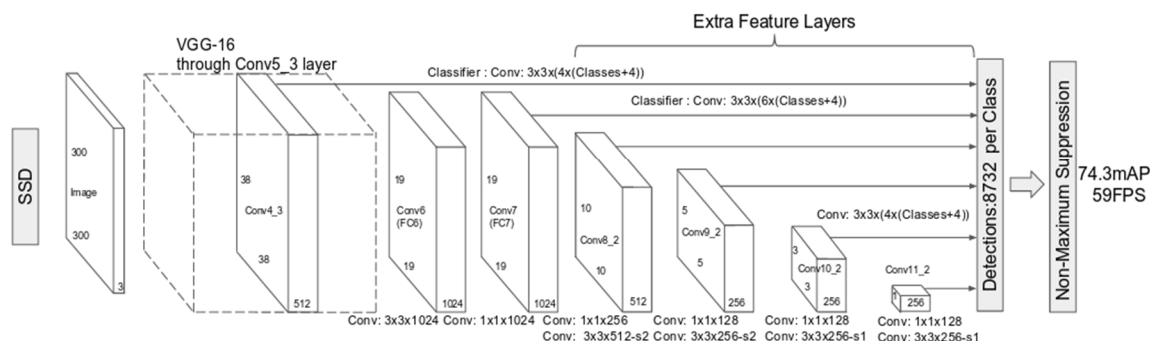 Extra Feature Layers
VGG-16
through Conv5_3 layer
Classifier : Conv: 3x3x(4x(Classes+4))
Classifier : Conv: 3x3x(6x(Classes+4))
SSD
300
Image
300
3
38
Conv4_3
38
512
19
Conv6
(FC6)
19
1024
19
Conv7
(FC7)
19
1024
10
Conv8_2
10
512
5
Conv9_2
5
256
Conv: 3x3x(4x(Classes+4))
3
Conv10_2
3
256
Conv11_2
1
256
Detections:8732 per Class
Non-Maximum Suppression
74.3mAP
59FPS
Conv: 3x3x1024
Conv: 1x1x1024
Conv: 1x1x256
Conv: 3x3x512-s2
Conv: 1x1x128
Conv: 3x3x256-s2
Conv: 1x1x128
Conv: 3x3x256-s1
Conv: 1x1x128
Conv: 3x3x256-s1